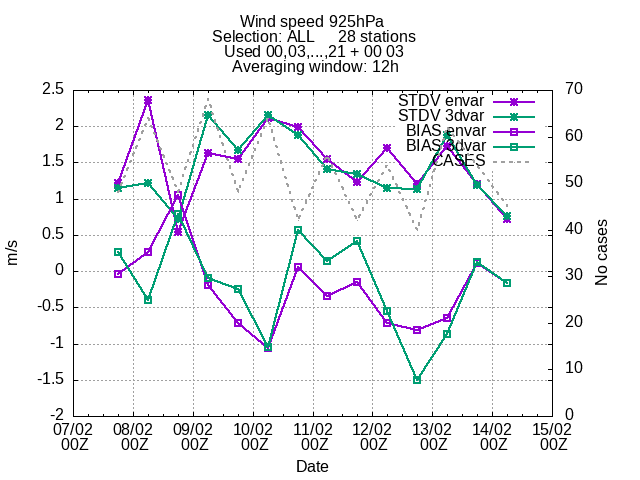 Wind speed 925hPa
Selection: ALL 28 stations
Used 00,03,...,21 + 00 03
Averaging window: 12h
STDV envar
STDV 3dvar
BIAS envar
BIAS 3dvar
CASES
2.5
2
1.5
1
0.5
0
-0.5
-1
-1.5
-2
m/s
70
60
50
40
30
20
10
0
No cases
07/02 08/02 09/02 10/02 11/02 12/02 13/02 14/02 15/02
00Z 00Z 00Z 00Z 00Z 00Z 00Z 00Z 00Z
Date